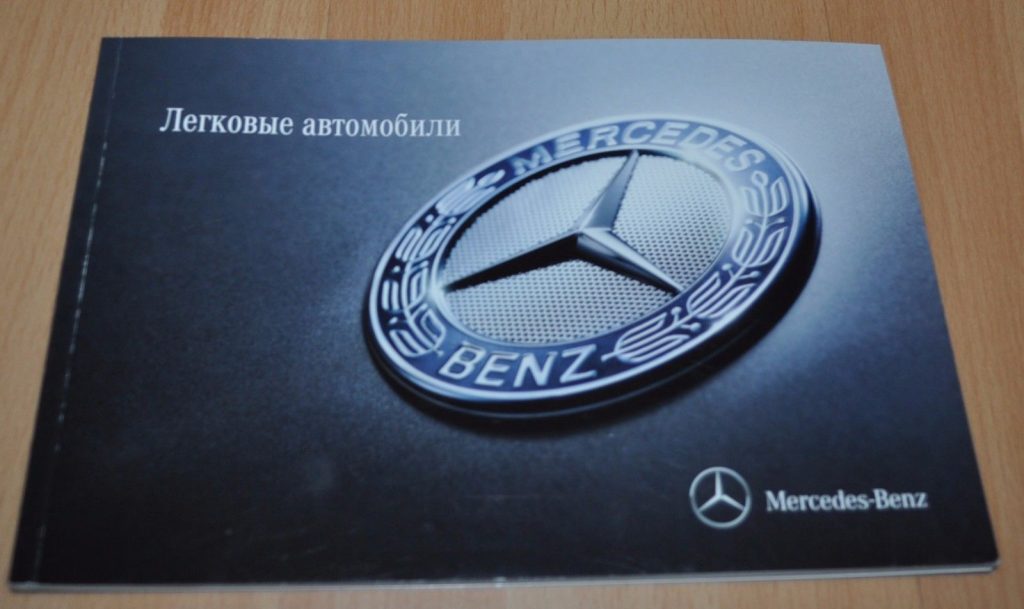 Легковые автомобили
MERCEDES
BENZ
Mercedes-Benz